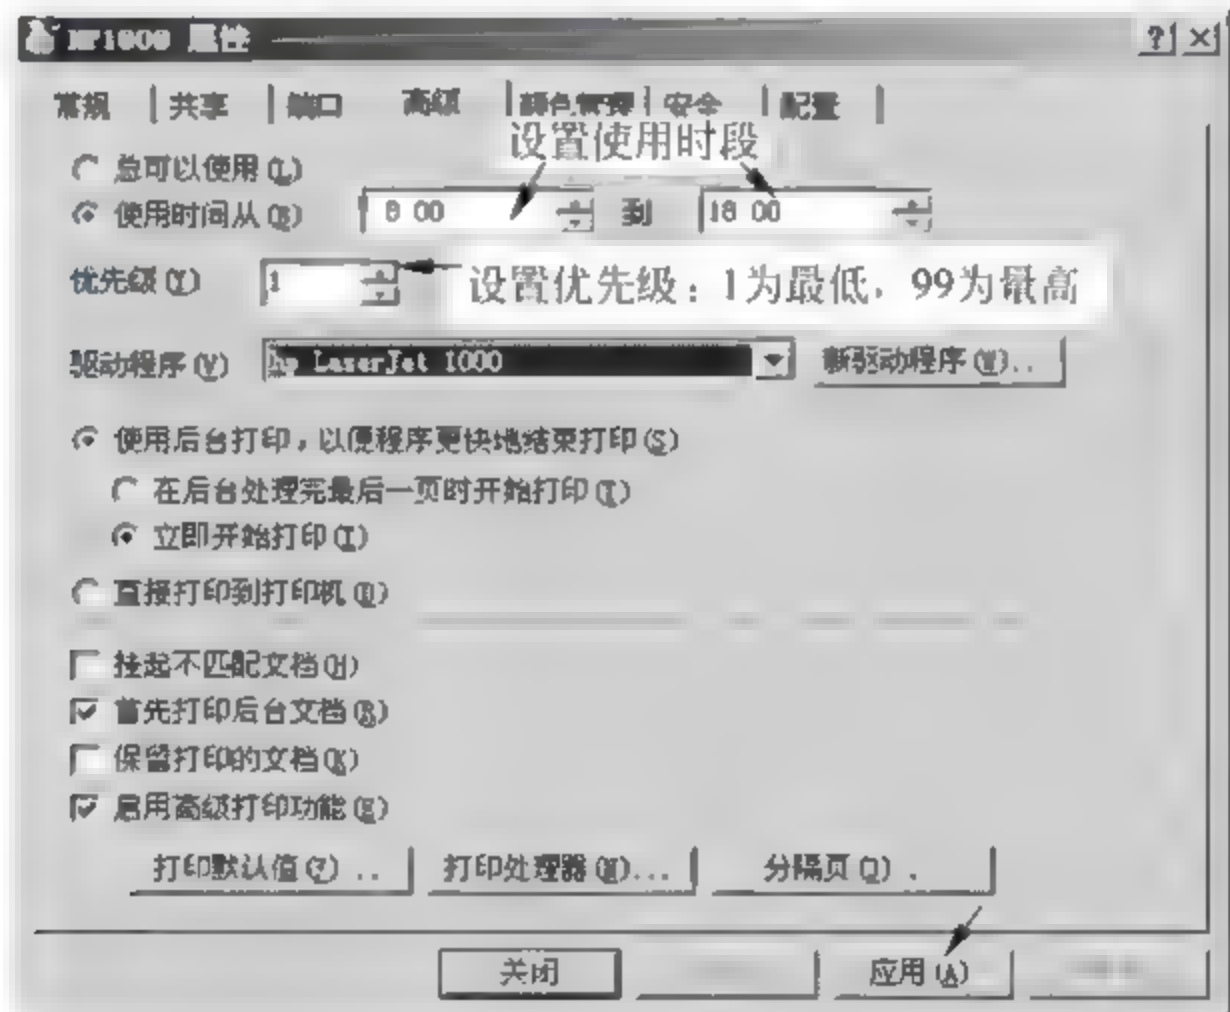 HP1000 属性
常规 共享 端口 高级 颜色管理 安全 配置
设置使用时段
总可以使用(L)
使用时间从(B) 8 00 到 18 00
优先级(Y) 1 设置优先级：1为最低，99为最高
驱动程序(V) hp LaserJet 1000 新驱动程序(W)..
使用后台打印，以便程序更快地结束打印(S)
在后台处理完最后一页时开始打印(T)
立即开始打印(I)
直接打印到打印机(D)
挂起不匹配文档(H)
首先打印后台文档(R)
保留打印的文档(K)
启用高级打印功能(E)
打印默认值(F) .. 打印处理器(N)... 分隔页(O) .
关闭 应用(A)